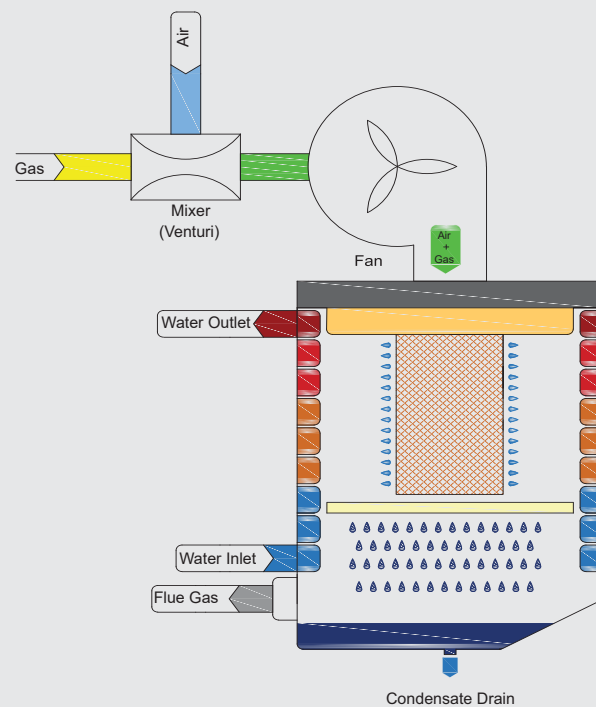 Air
Gas
Mixer
(Venturi)
Fan
Air
+
Gas
Water Outlet
Water Inlet
Flue Gas
Condensate Drain